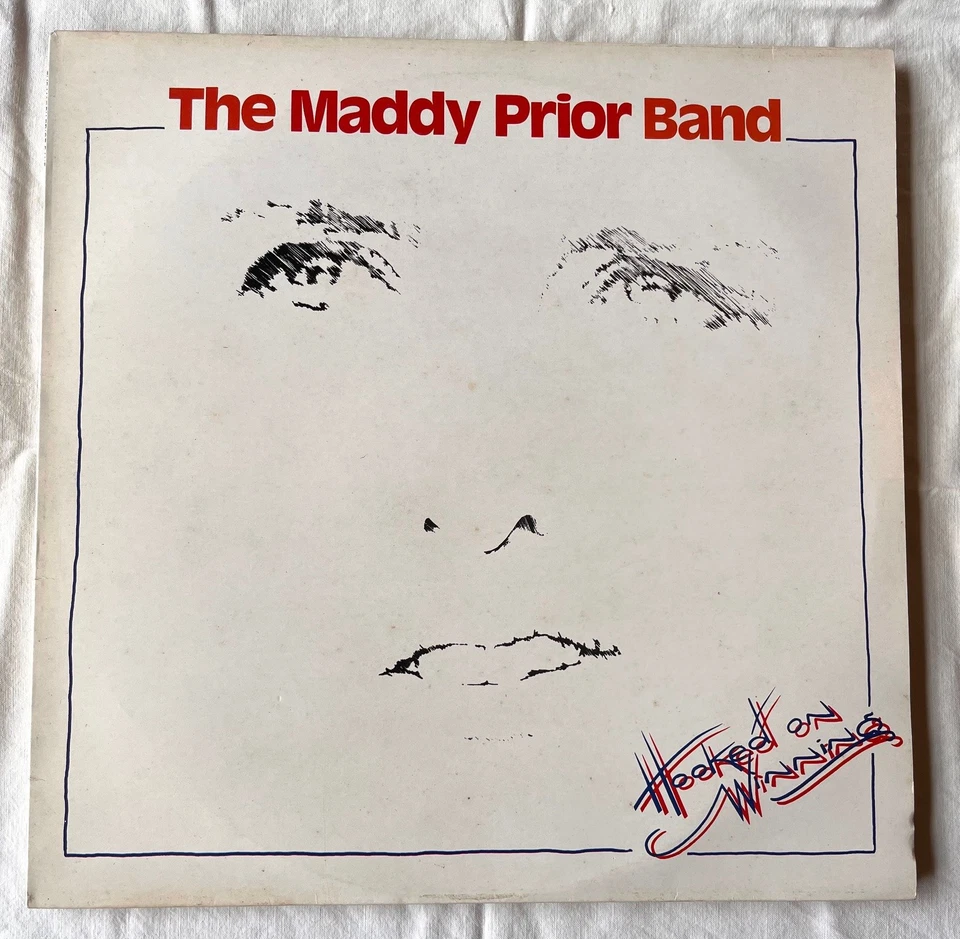 The Maddy Prior Band
Hooked on
Winning